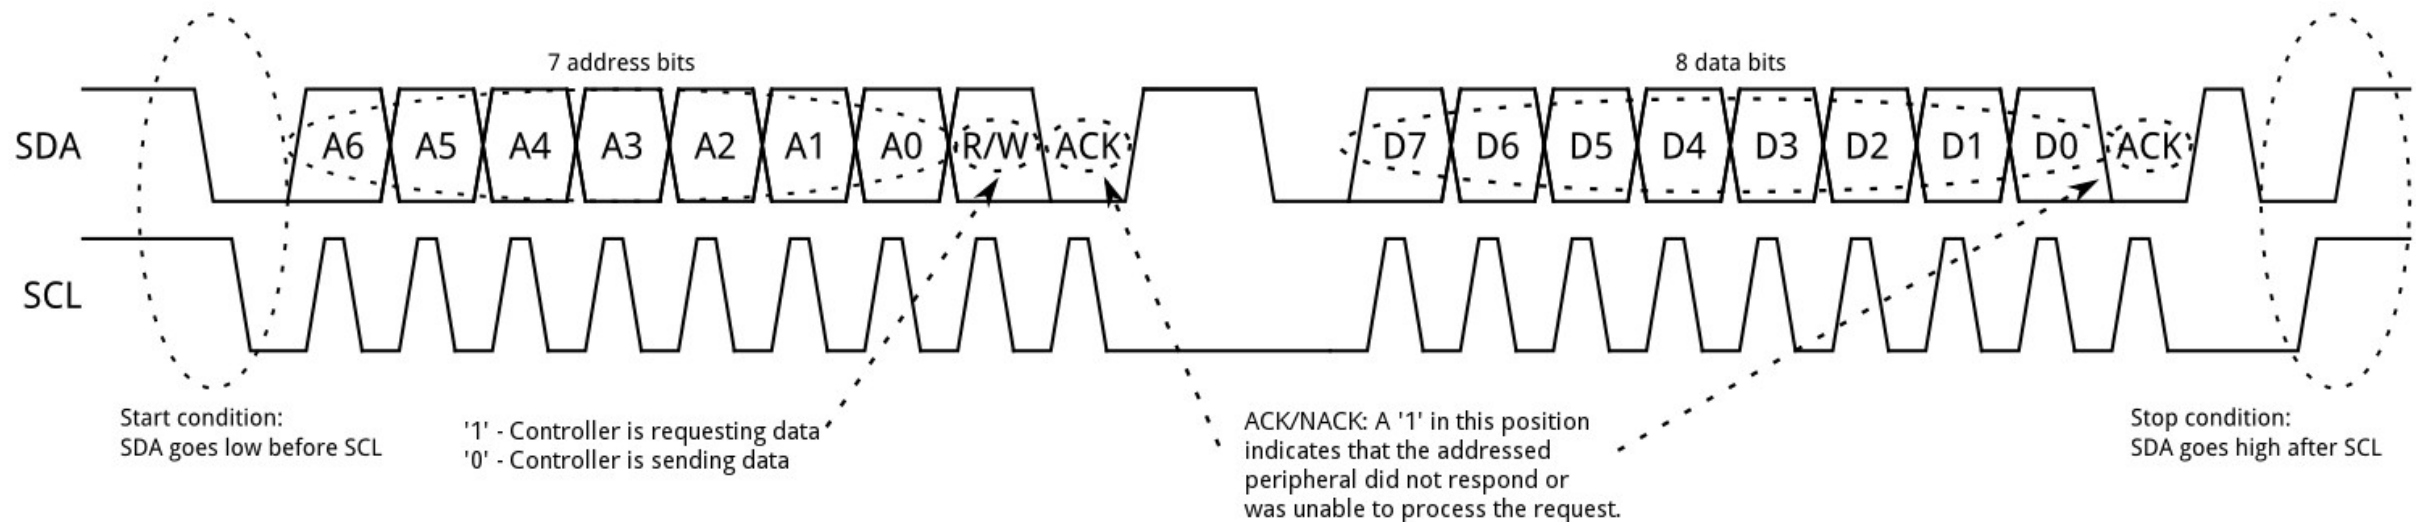 7 address bits
8 data bits
SDA
A6 A5 A4 A3 A2 A1 A0 R/W ACK
D7 D6 D5 D4 D3 D2 D1 D0 ACK
SCL
Start condition:
SDA goes low before SCL
'1' - Controller is requesting data
'0' - Controller is sending data
ACK/NACK: A '1' in this position
indicates that the addressed
peripheral did not respond or
was unable to process the request.
Stop condition:
SDA goes high after SCL